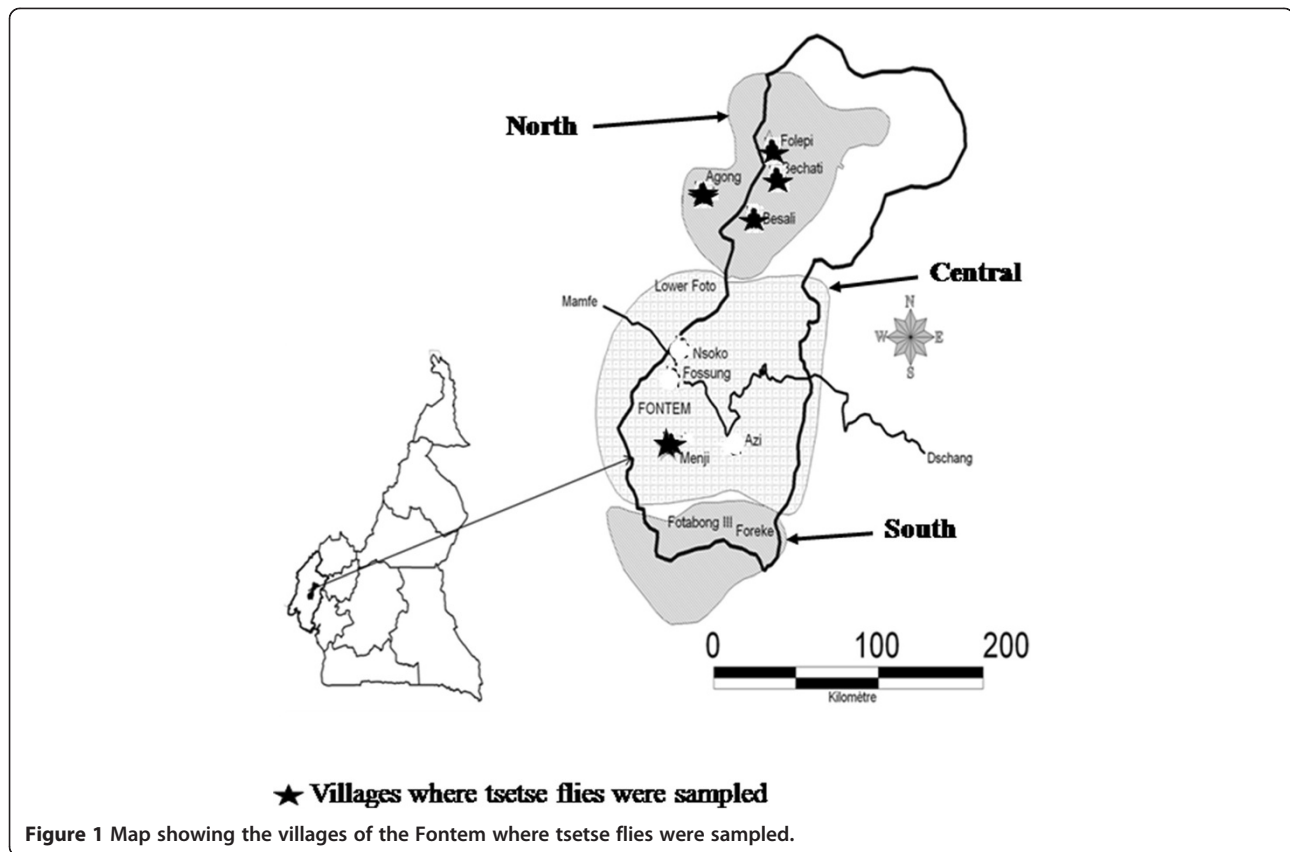 North
Folepi
Bechati
Agong
Besali
Central
Lower Foto
Mamfe
N
W E
S
Nsoko
Fossung
FONTEM
Azi
Menji
Dschang
Fotabong III
Foreke
South
0 100 200
Kilomètre
Villages where tsetse flies were sampled
Figure 1 Map showing the villages of the Fontem where tsetse flies were sampled.